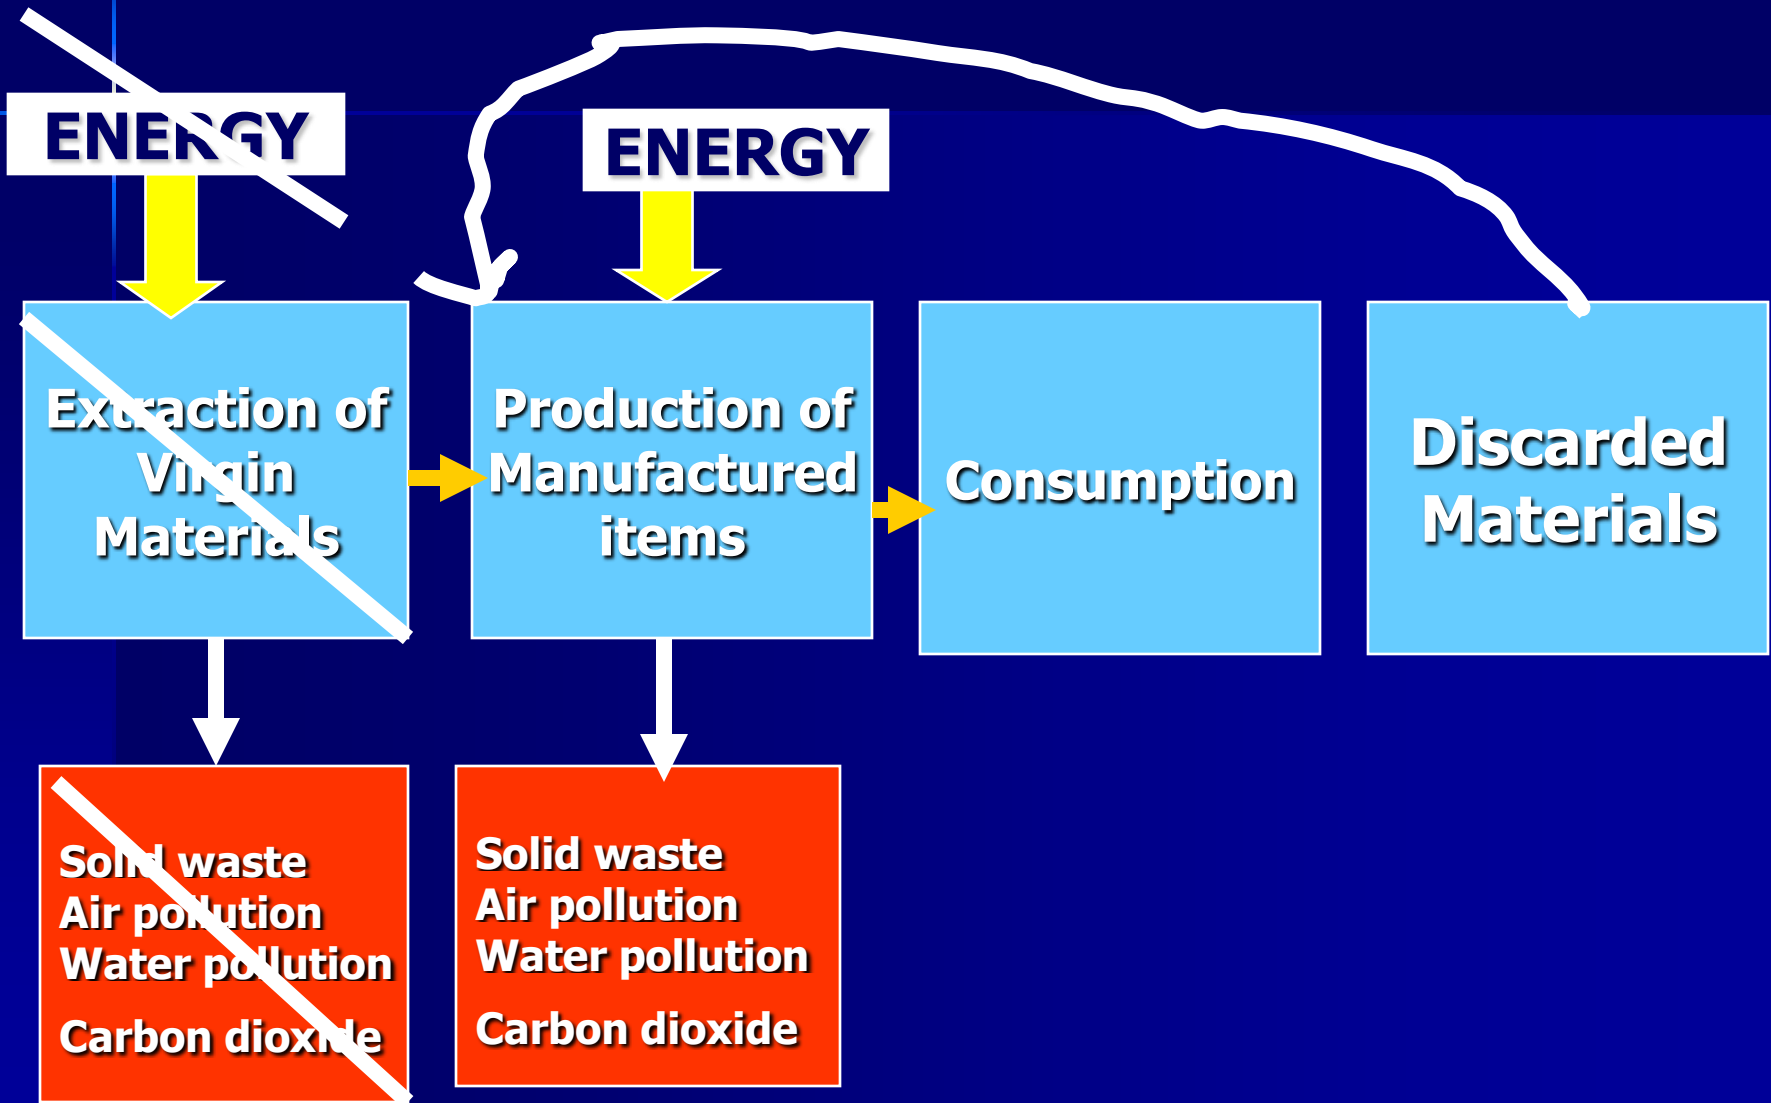 ENERGY
ENERGY
Extraction of
Virgin
Materials
Production of
Manufactured
items
Consumption
Discarded
Materials
Solid waste
Air pollution
Water pollution
Carbon dioxide
Solid waste
Air pollution
Water pollution
Carbon dioxide